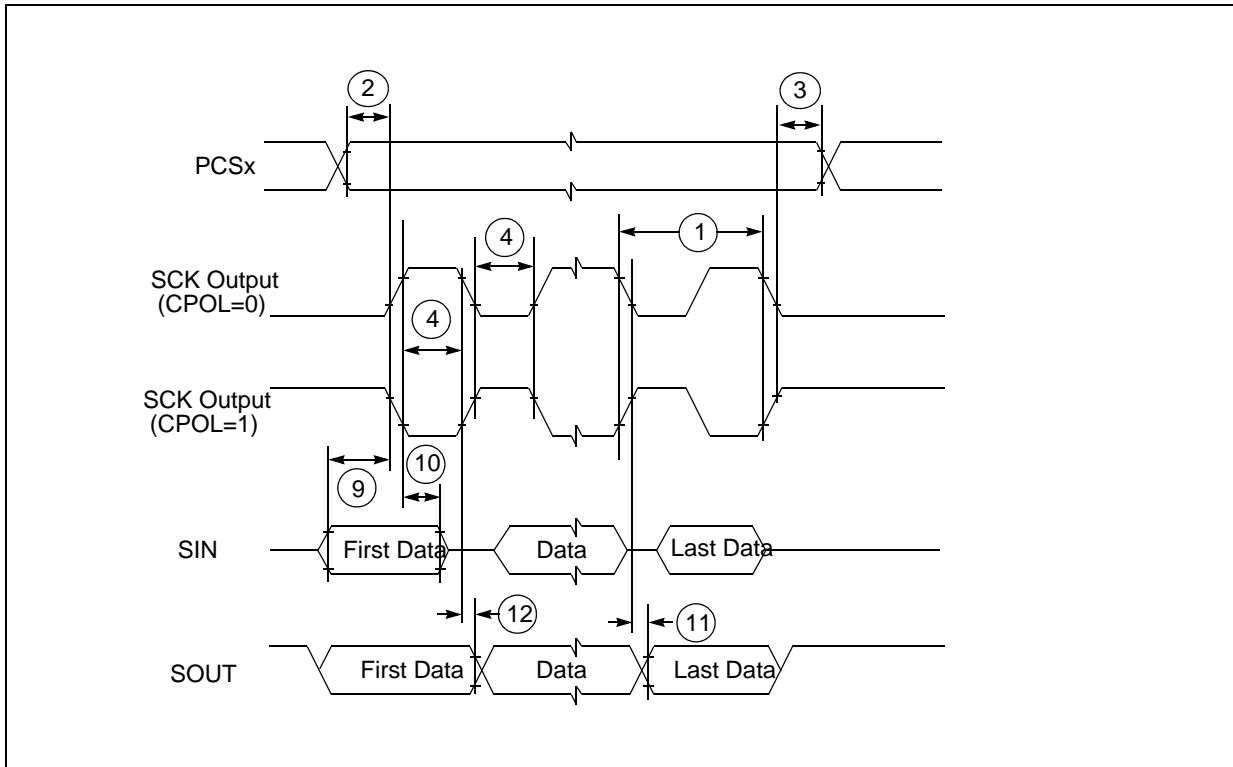 2
3
PCSx
4
1
SCK Output
(CPOL=0)
4
SCK Output
(CPOL=1)
10
9
SIN
First Data
Data
Last Data
12
11
SOUT
First Data
Data
Last Data